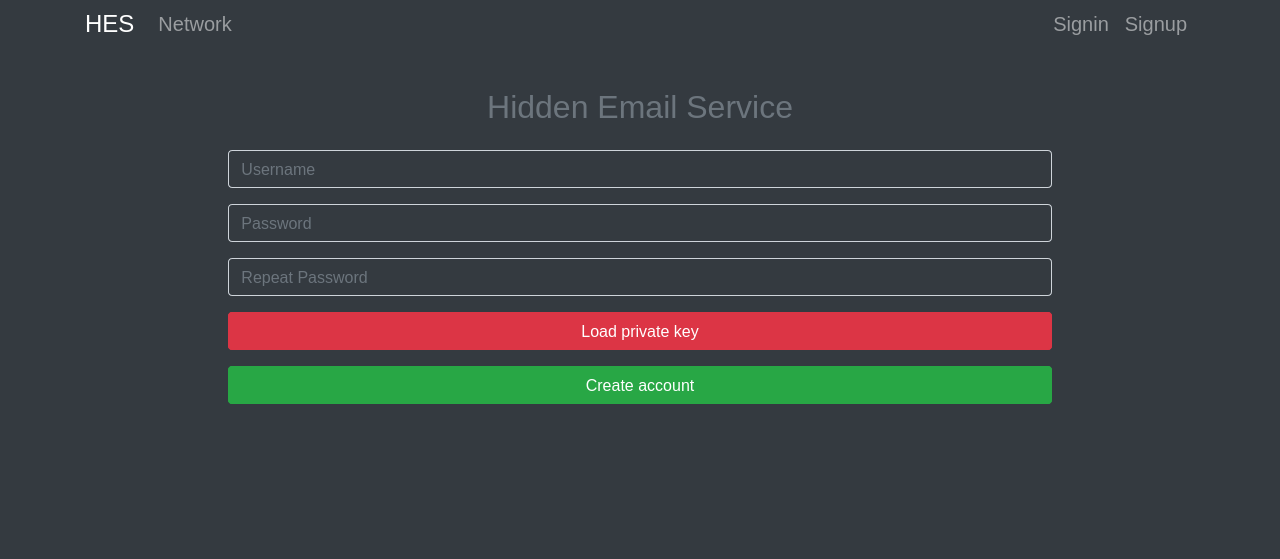 HES Network Signin Signup
Hidden Email Service
Username
Password
Repeat Password
Load private key
Create account